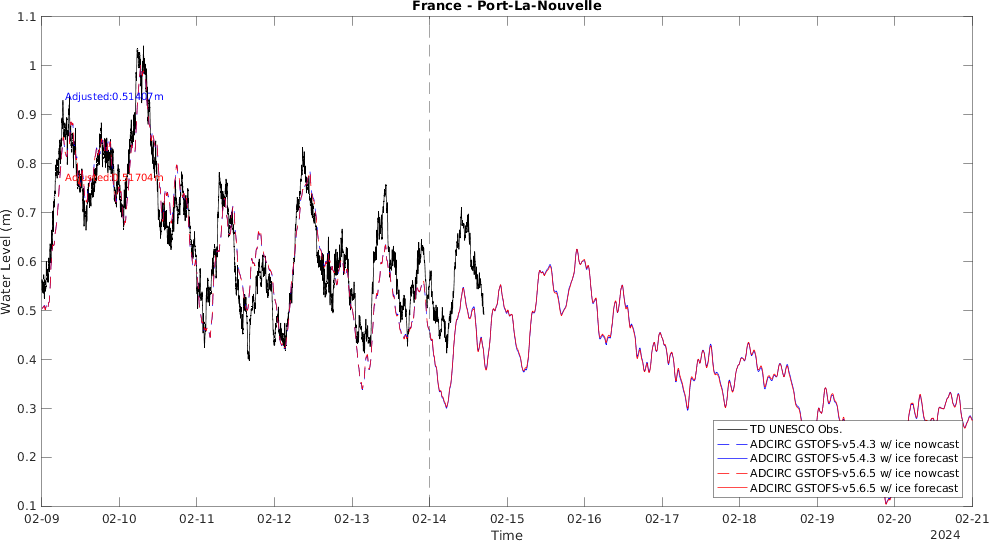 France - Port-La-Nouvelle
1.1
1
0.9
0.8
0.7
0.6
0.5
0.4
0.3
0.2
0.1
Water Level (m)
Adjusted:0.51407m
Adjusted:0.51704m
TD UNESCO Obs.
ADCIRC GSTOFS-v5.4.3 w/ ice nowcast
ADCIRC GSTOFS-v5.4.3 w/ ice forecast
ADCIRC GSTOFS-v5.6.5 w/ ice nowcast
ADCIRC GSTOFS-v5.6.5 w/ ice forecast
02-09 02-10 02-11 02-12 02-13 02-14 02-15 02-16 02-17 02-18 02-19 02-20 02-21
Time
2024